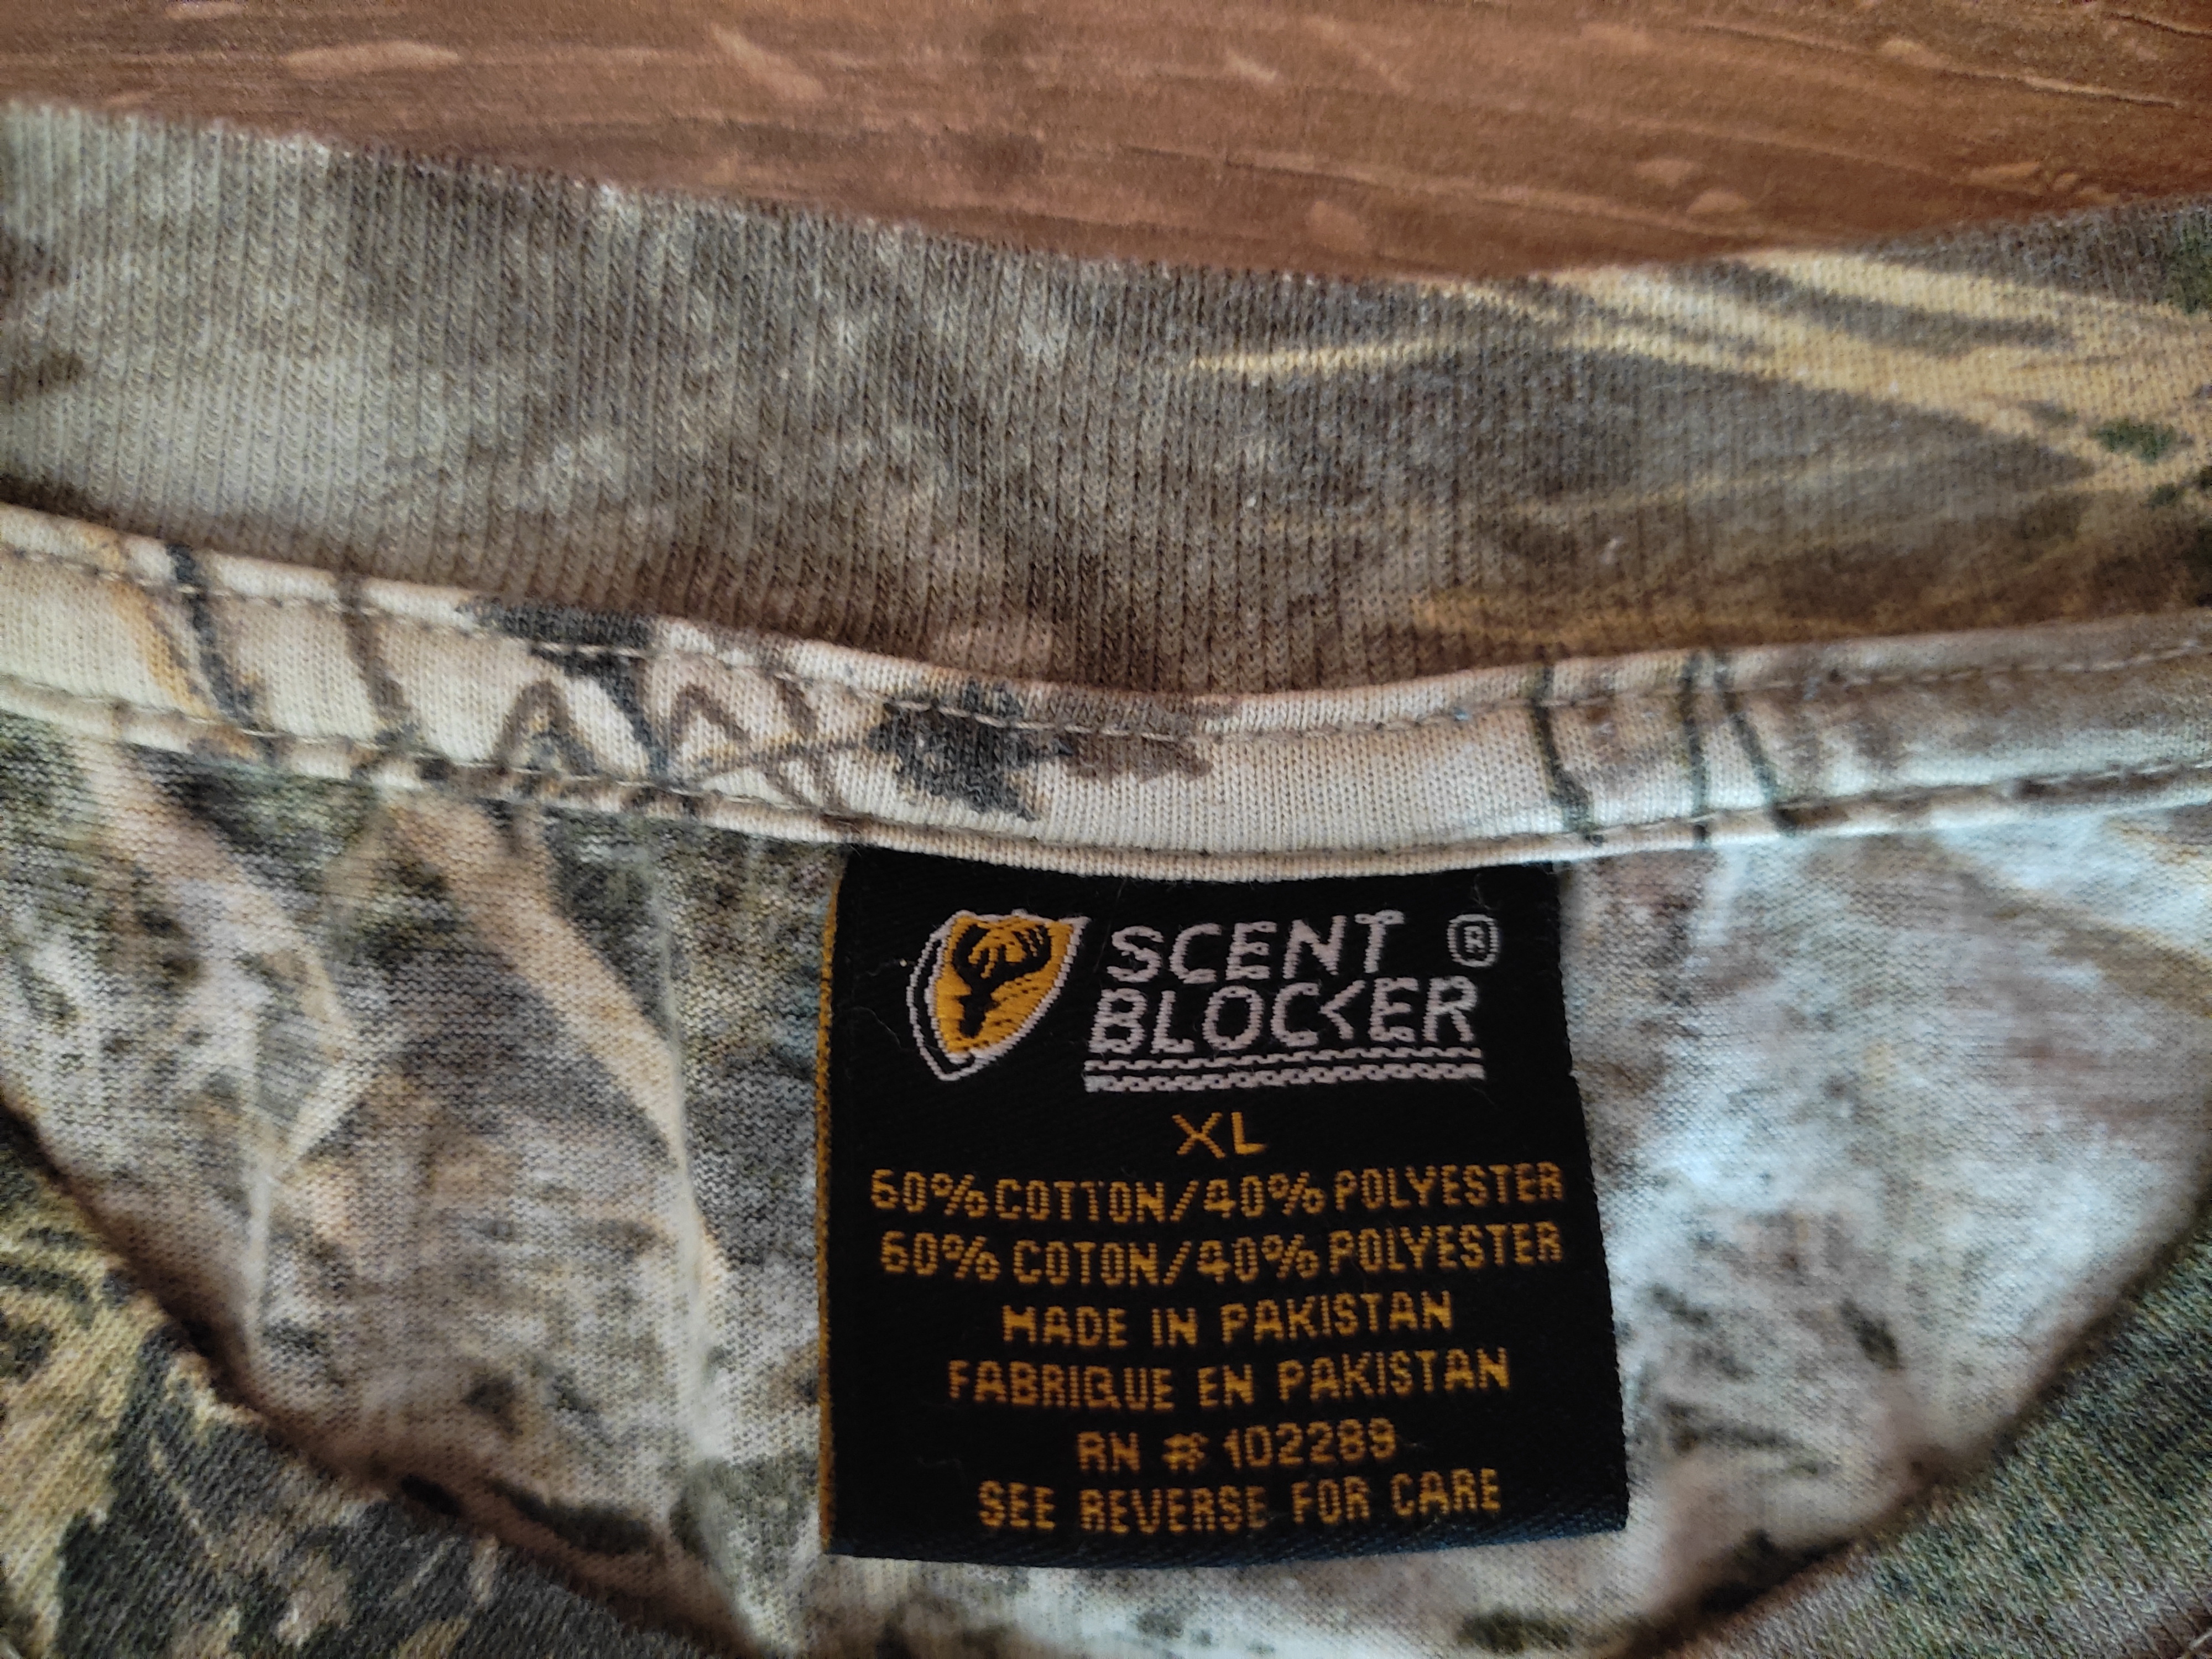 SCENT ®
BLOCKER
XL
60% COTTON/40% POLYESTER
60% COTON/40% POLYESTER
MADE IN PAKISTAN
FABRIQUE EN PAKISTAN
RN # 102289
SEE REVERSE FOR CARE